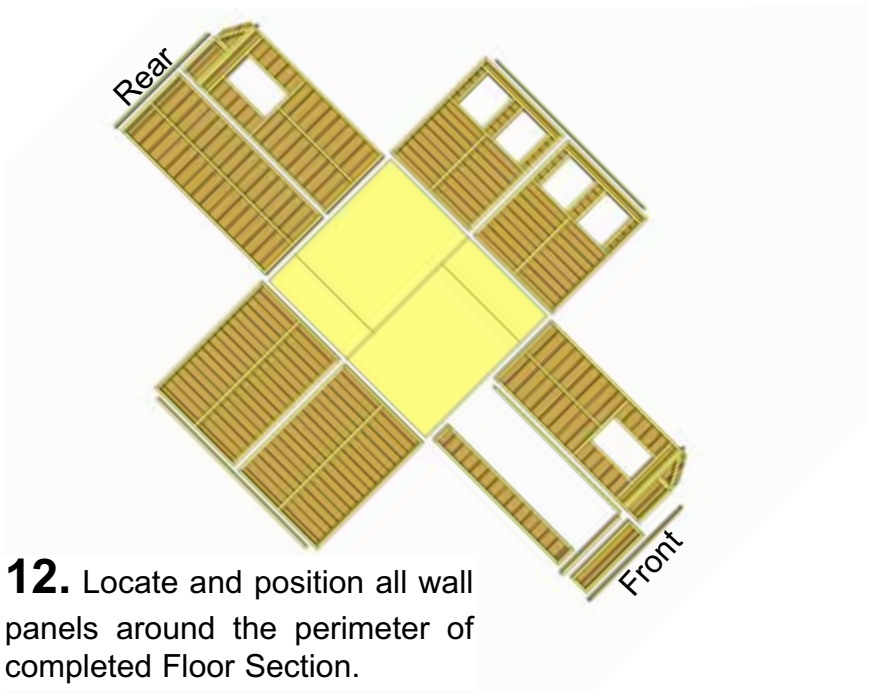 Rear
Front
12. Locate and position all wall
panels around the perimeter of
completed Floor Section.